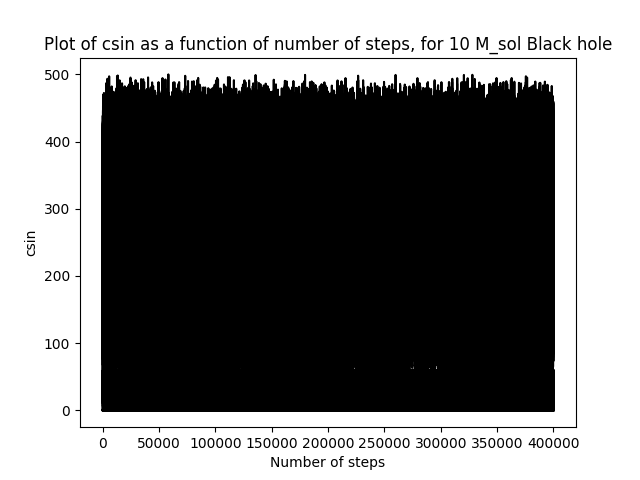 Plot of csin as a function of number of steps, for 10 M_sol Black hole
500
400
300
200
100
0
csin
0 50000 100000 150000 200000 250000 300000 350000 400000
Number of steps